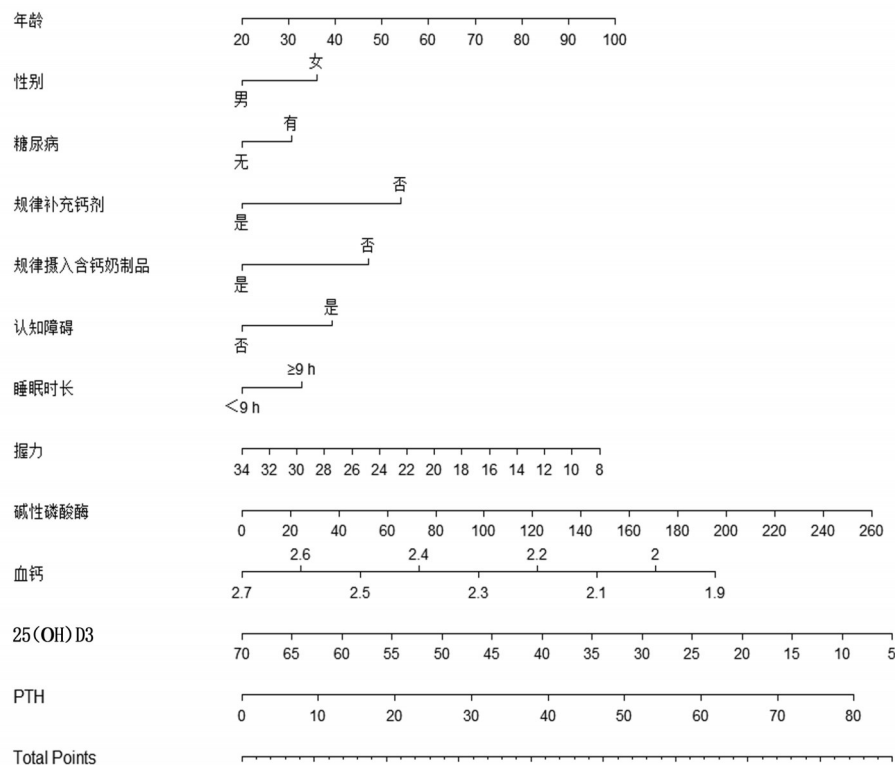 年龄
20 30 40 50 60 70 80 90 100
女
性别
男
有
糖尿病
无
否
规律补充钙剂
是
否
规律摄入含钙奶制品
是
是
认知障碍
否
≥9 h
睡眠时长
<9 h
握力
34 32 30 28 26 24 22 20 18 16 14 12 10 8
碱性磷酸酶
0 20 40 60 80 100 120 140 160 180 200 220 240 260
2.6 2.4 2.2 2
血钙
2.7 2.5 2.3 2.1 1.9
25(OH)D3
70 65 60 55 50 45 40 35 30 25 20 15 10 5
PTH
0 10 20 30 40 50 60 70 80
Total Points